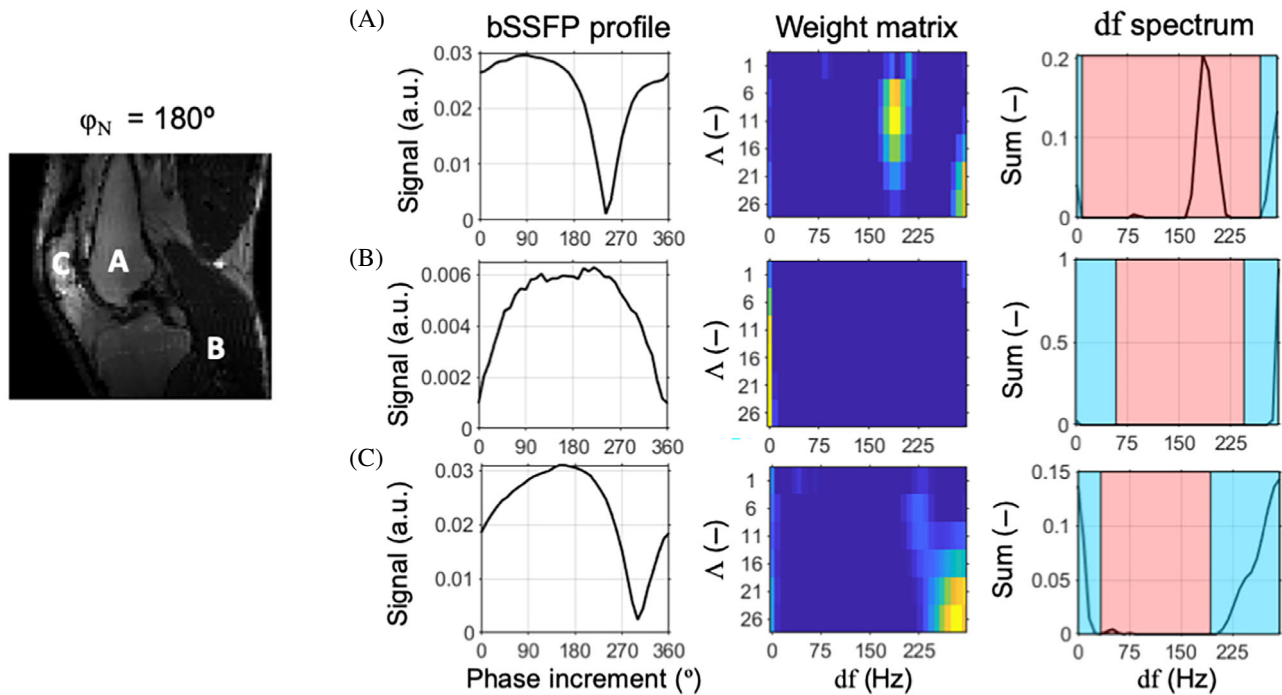 (A)
bSSFP profile
Weight matrix
df spectrum
φN = 180º
A
B
C
Signal (a.u.)
0.03
0.02
0.01
0
0 90 180 270 360
Λ (–)
1
6
11
16
21
26
0 75 150 225
Sum (–)
0.2
0.1
0
0 75 150 225
(B)
Signal (a.u.)
0.006
0.004
0.002
0
0 90 180 270 360
Λ (–)
1
6
11
16
21
26
0 75 150 225
Sum (–)
1
0.5
0
0 75 150 225
(C)
Signal (a.u.)
0.03
0.02
0.01
0
0 90 180 270 360
Phase increment (º)
Λ (–)
1
6
11
16
21
26
0 75 150 225
df (Hz)
Sum (–)
0.15
0.1
0.05
0
0 75 150 225
df (Hz)